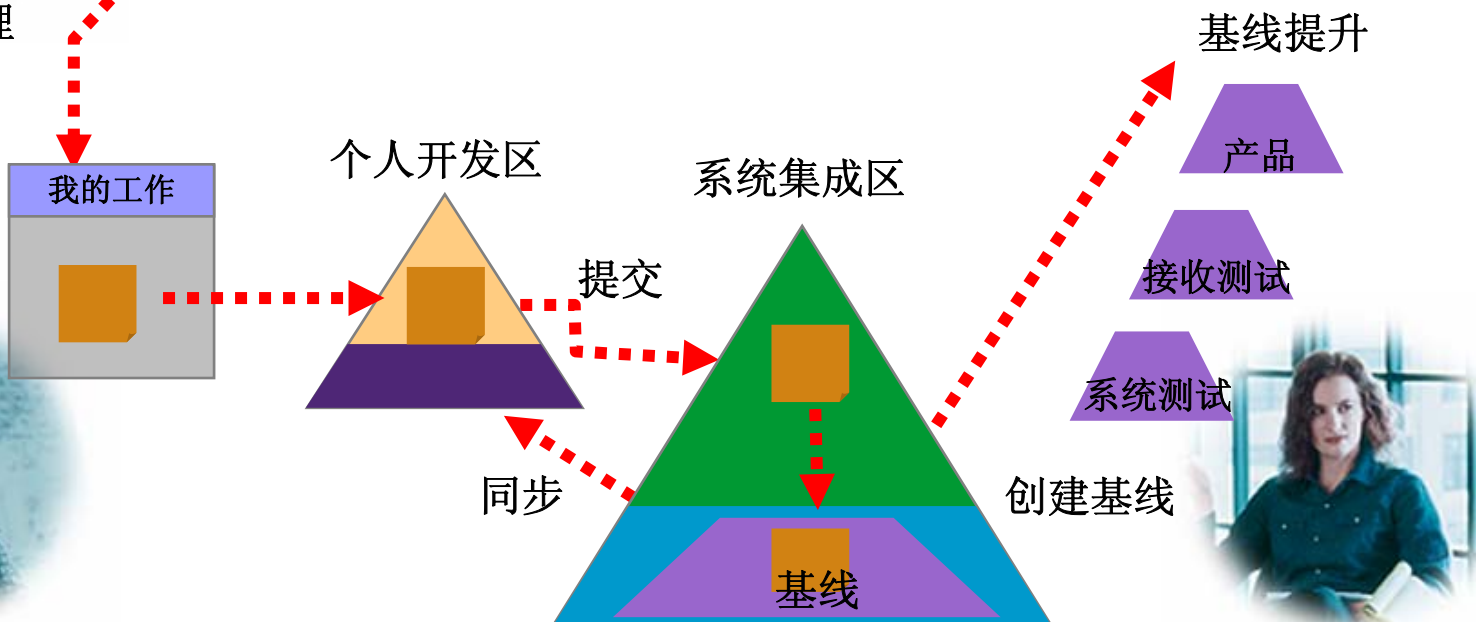 理
基线提升
产品
个人开发区
系统集成区
我的工作
提交
接收测试
系统测试
同步
创建基线
基线